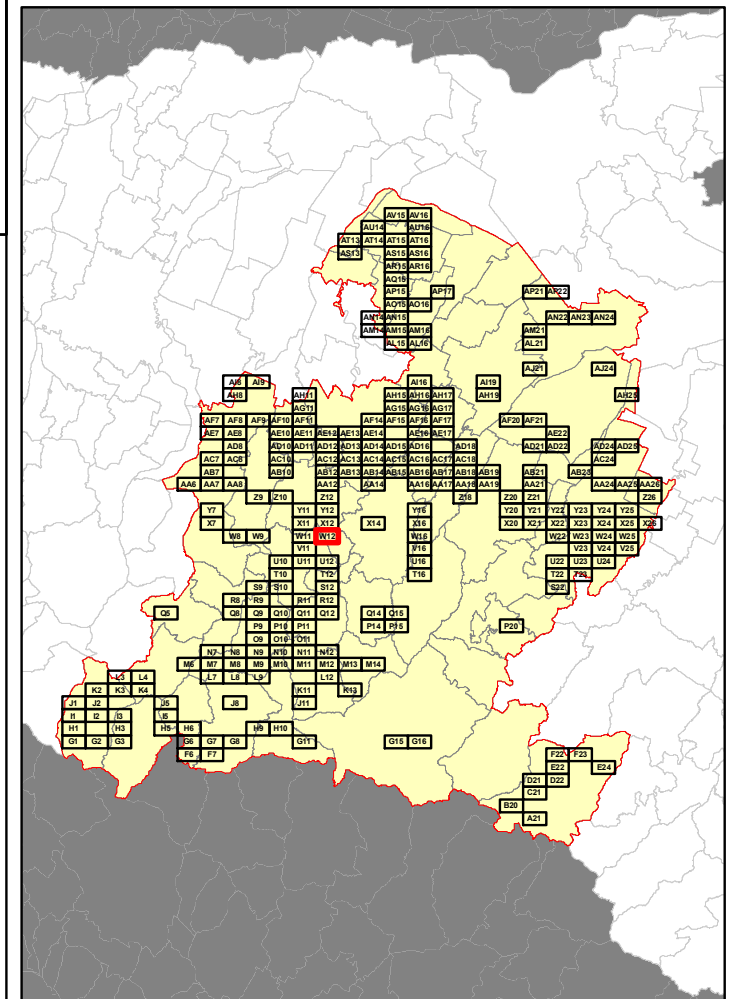 AV15 AV16
AU14 AU16
AT13 AT14 AT15 AT16
AS13 AS15 AS16
AR15 AR16
AQ15
AP15 AP17 AP21 AP22
AO15 AO16
AN14 AN15 AN22 AN23 AN24
AM14 AM15 AM16 AM21
AL15 AL16 AL21
AJ21 AJ24
AI8 AI9 AI16 AI19
AH8 AH11 AH15 AH16 AH17 AH19 AH25
AG11 AG15 AG16 AG17
AF7 AF8 AF9 AF10 AF11 AF14 AF15 AF16 AF17 AF20 AF21
AE7 AE8 AE10 AE11 AE12 AE13 AE14 AE16 AE17 AE22
AD8 AD10 AD11 AD12 AD13 AD14 AD15 AD16 AD18 AD21 AD22 AD24 AD25
AC7 AC8 AC10 AC12 AC13 AC14 AC15 AC16 AC17 AC18 AC24
AB7 AB10 AB12 AB13 AB14 AB15 AB16 AB17 AB18 AB19 AB21 AB23
AA6 AA7 AA8 AA12 AA14 AA16 AA17 AA18 AA19 AA21 AA24 AA25 AA26
Z9 Z10 Z12 Z18 Z20 Z21 Z26
Y7 Y11 Y12 Y16 Y20 Y21 Y22 Y23 Y24 Y25
X7 X11 X12 X14 X16 X20 X21 X22 X23 X24 X25 X26
W8 W9 W11 W12 W16 W22 W23 W24 W25
V11 V16 V23 V24 V25
U10 U11 U12 U16 U22 U23 U24
T10 T12 T16 T22 T23
S9 S10 S12 S22
R8 R9 R11 R12
Q5 Q8 Q9 Q10 Q11 Q12 Q14 Q15
P9 P10 P11 P14 P15 P20
O9 O10 O11
N7 N8 N9 N10 N11 N12
M6 M7 M8 M9 M10 M11 M12 M13 M14
L3 L4 L7 L8 L9 L12
K2 K3 K4 K11 K13
J1 J2 J5 J8 J11
I1 I2 I3 I5
H1 H3 H5 H6 H9 H10
G1 G2 G3 G6 G7 G8 G11 G15 G16
F6 F7 F22 F23
E22 E24
D21 D22
C21
B20
A21